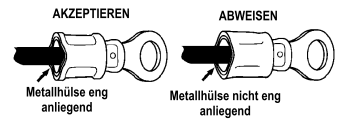 AKZEPTIEREN
ABWEISEN
Metallhülse eng
anliegend
Metallhülse nicht eng
anliegend